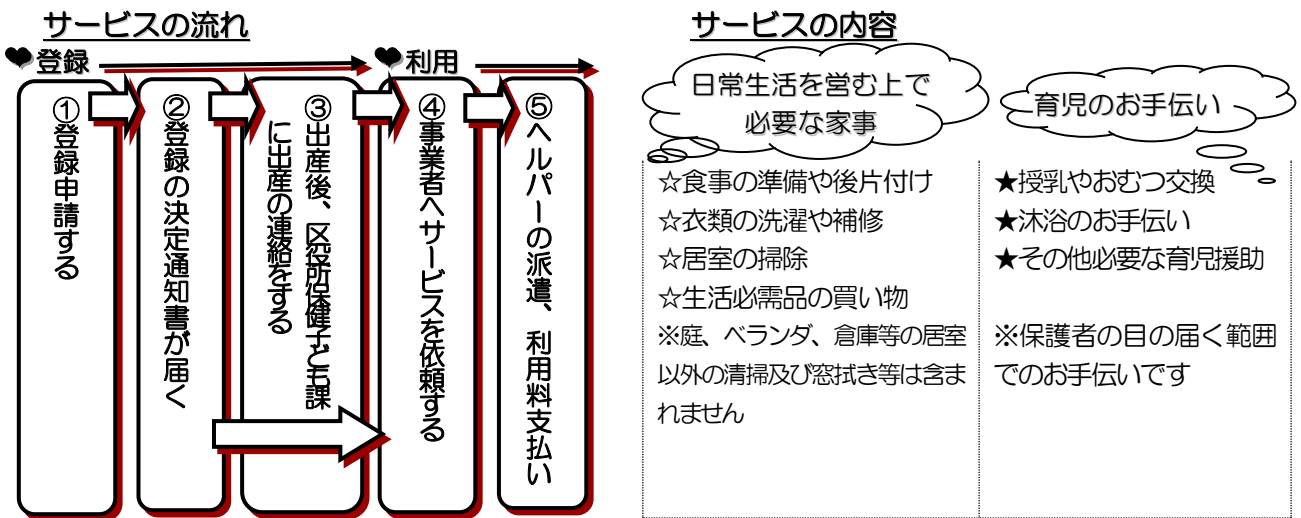 サービスの流れ
♥登録
♥利用
①登録申請する
②登録の決定通知書が届く
③出産後、区役所保健子ども課
に出産の連絡をする
④事業者へサービスを依頼する
⑤ヘルパーの派遣、利用料支払い
サービスの内容
日常生活を営む上で
必要な家事
☆食事の準備や後片付け
☆衣類の洗濯や補修
☆居室の掃除
☆生活必需品の買い物
※庭、ベランダ、倉庫等の居室
以外の清掃及び窓拭き等は含ま
れません
育児のお手伝い
★授乳やおむつ交換
★沐浴のお手伝い
★その他必要な育児援助
※保護者の目の届く範囲
でのお手伝いです